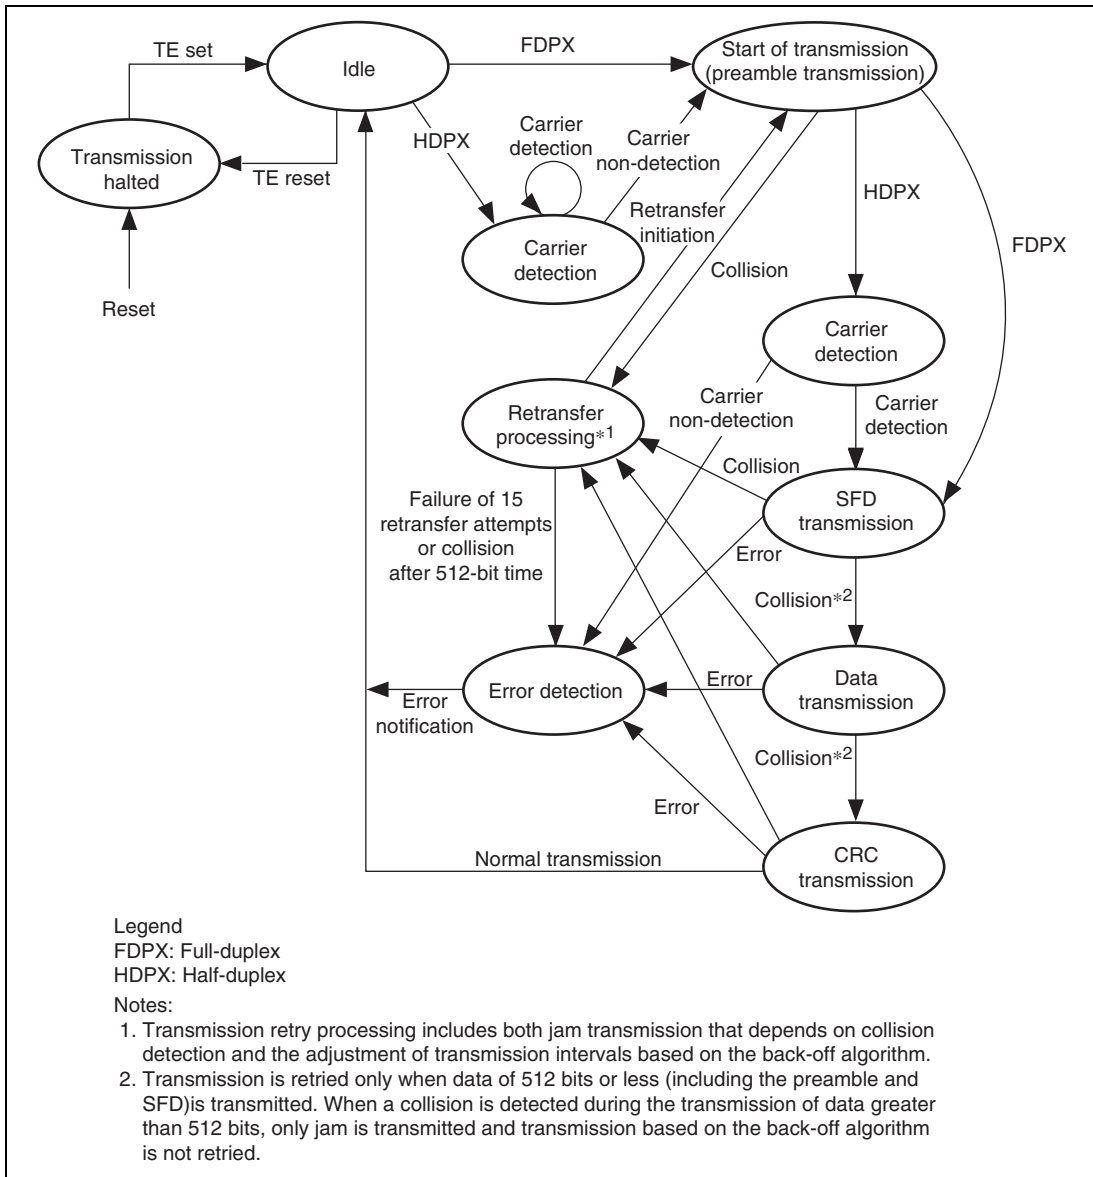 TE set
Idle
FDPX
Start of transmission
(preamble transmission)
Transmission
halted
TE reset
HDPX
Carrier
detection
Carrier
non-detection
HDPX
Reset
Carrier
detection
Retransfer
initiation
Collision
FDPX
Carrier
detection
Retransfer
processing*1
Carrier
non-detection
Carrier
detection
Collision
SFD
transmission
Failure of 15
retransfer attempts
or collision
after 512-bit time
Error
Collision*2
Error detection
Error
Data
transmission
Error
notification
Collision*2
Error
Normal transmission
CRC
transmission
Legend
FDPX: Full-duplex
HDPX: Half-duplex
Notes:
1. Transmission retry processing includes both jam transmission that depends on collision
detection and the adjustment of transmission intervals based on the back-off algorithm.
2. Transmission is retried only when data of 512 bits or less (including the preamble and
SFD)is transmitted. When a collision is detected during the transmission of data greater
than 512 bits, only jam is transmitted and transmission based on the back-off algorithm
is not retried.